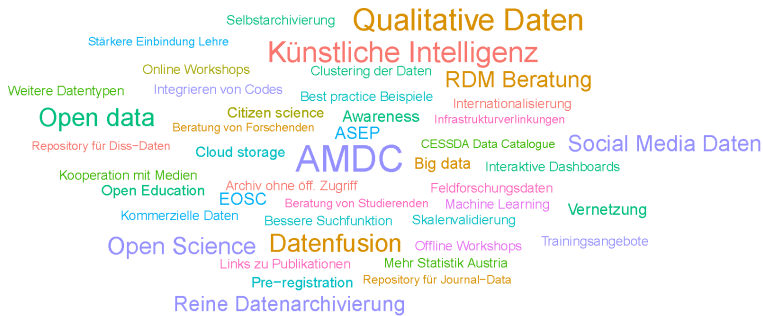 Selbstarchivierung
Qualitative Daten
Stärkere Einbindung Lehre
Künstliche Intelligenz
Online Workshops
Clustering der Daten
RDM Beratung
Weitere Datentypen
Integrieren von Codes
Best practice Beispiele
Internationalisierung
Open data
Citizen science
Awareness
Infrastrukturverlinkungen
Beratung von Forschenden
ASEP
Repository für Diss−Daten
Cloud storage
AMDC
CESSDA Data Catalogue
Social Media Daten
Big data
Interaktive Dashboards
Kooperation mit Medien
Open Education
Archiv ohne öff. Zugriff
Feldforschungsdaten
EOSC
Beratung von Studierenden
Machine Learning
Vernetzung
Kommerzielle Daten
Bessere Suchfunktion
Skalenvalidierung
Open Science
Datenfusion
Offline Workshops
Trainingsangebote
Links zu Publikationen
Mehr Statistik Austria
Pre−registration
Repository für Journal−Data
Reine Datenarchivierung